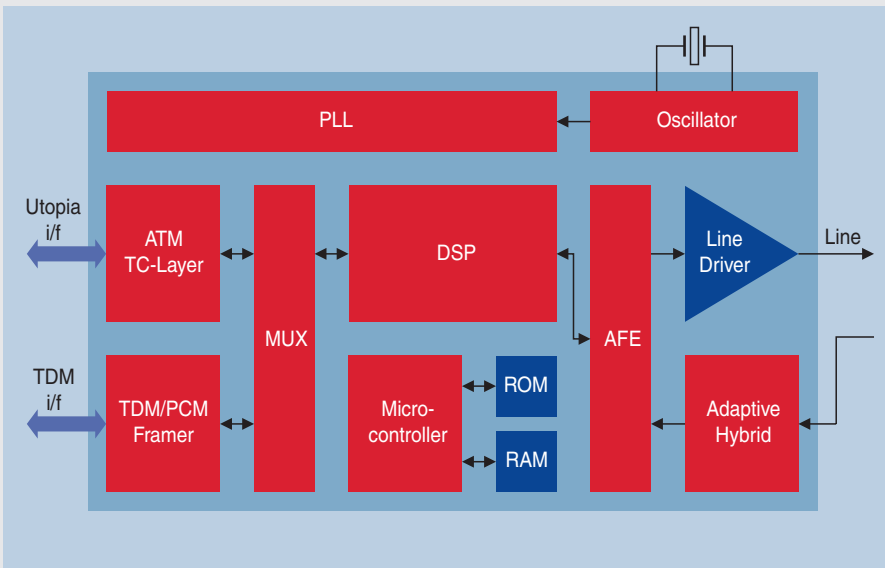 PLL
Oscillator
Utopia
i/f
ATM
TC-Layer
MUX
DSP
AFE
Line
Driver
Line
TDM
i/f
TDM/PCM
Framer
Micro-
controller
ROM
RAM
Adaptive
Hybrid